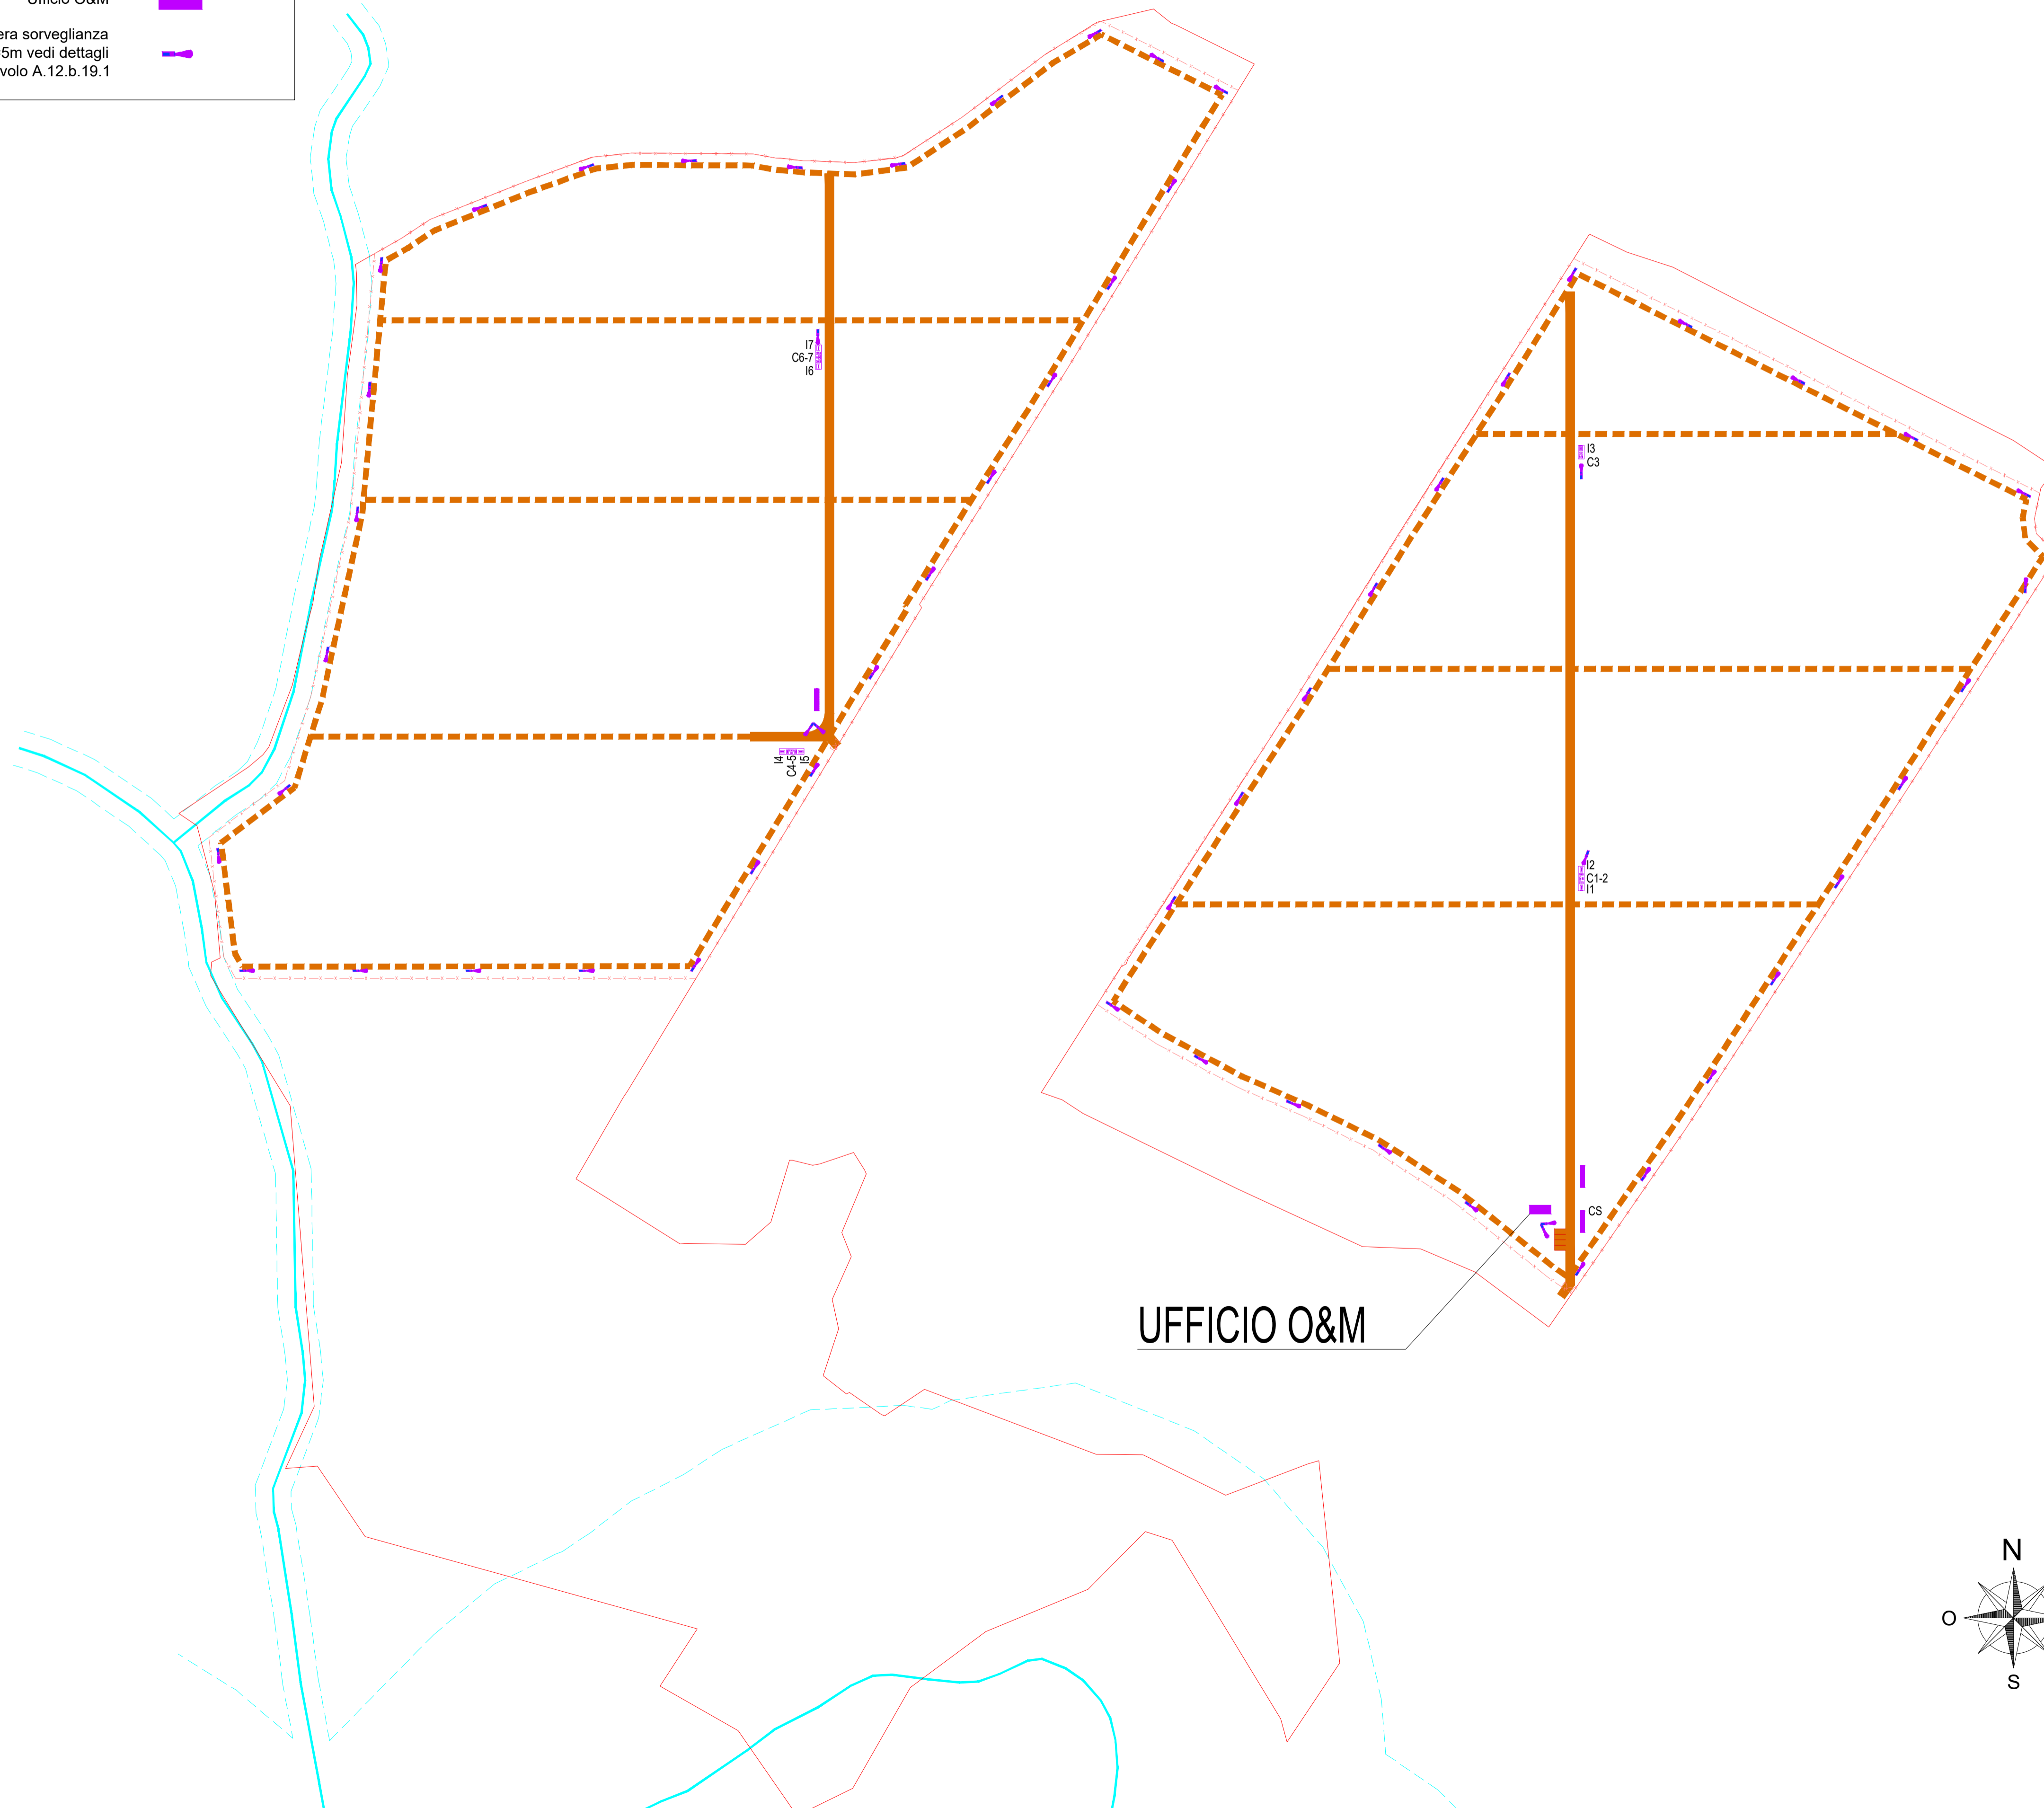 Ufficio O&M
era sorveglianza
5m vedi dettagli
volo A.12.b.19.1
I7
C6-7
I6
I3
C3
I4
C4-5
I5
I2
C1-2
I1
CS
UFFICIO O&M
N
O
S